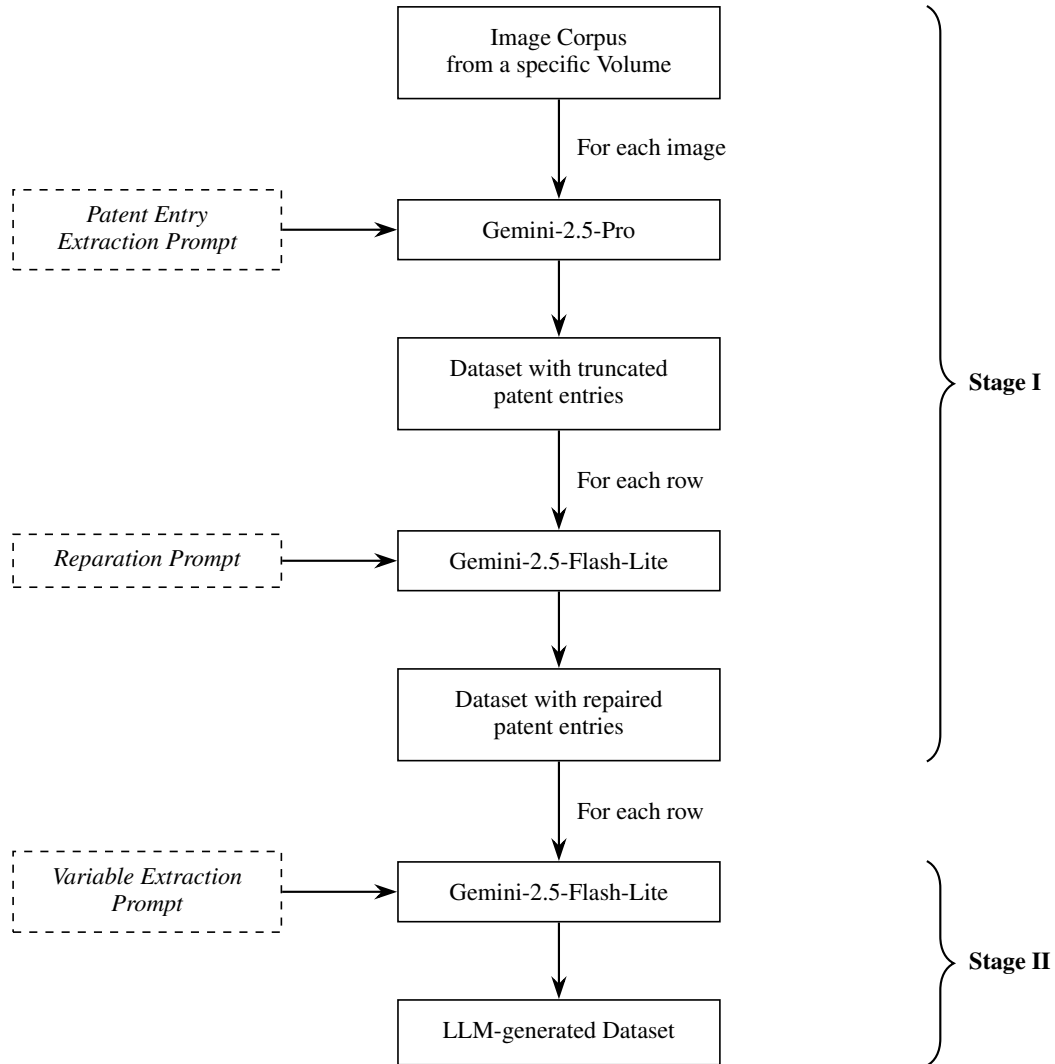 Image Corpus
from a specific Volume
For each image
Patent Entry
Extraction Prompt
Gemini-2.5-Pro
Dataset with truncated
patent entries
Stage I
For each row
Reparation Prompt
Gemini-2.5-Flash-Lite
Dataset with repaired
patent entries
For each row
Variable Extraction
Prompt
Gemini-2.5-Flash-Lite
Stage II
LLM-generated Dataset